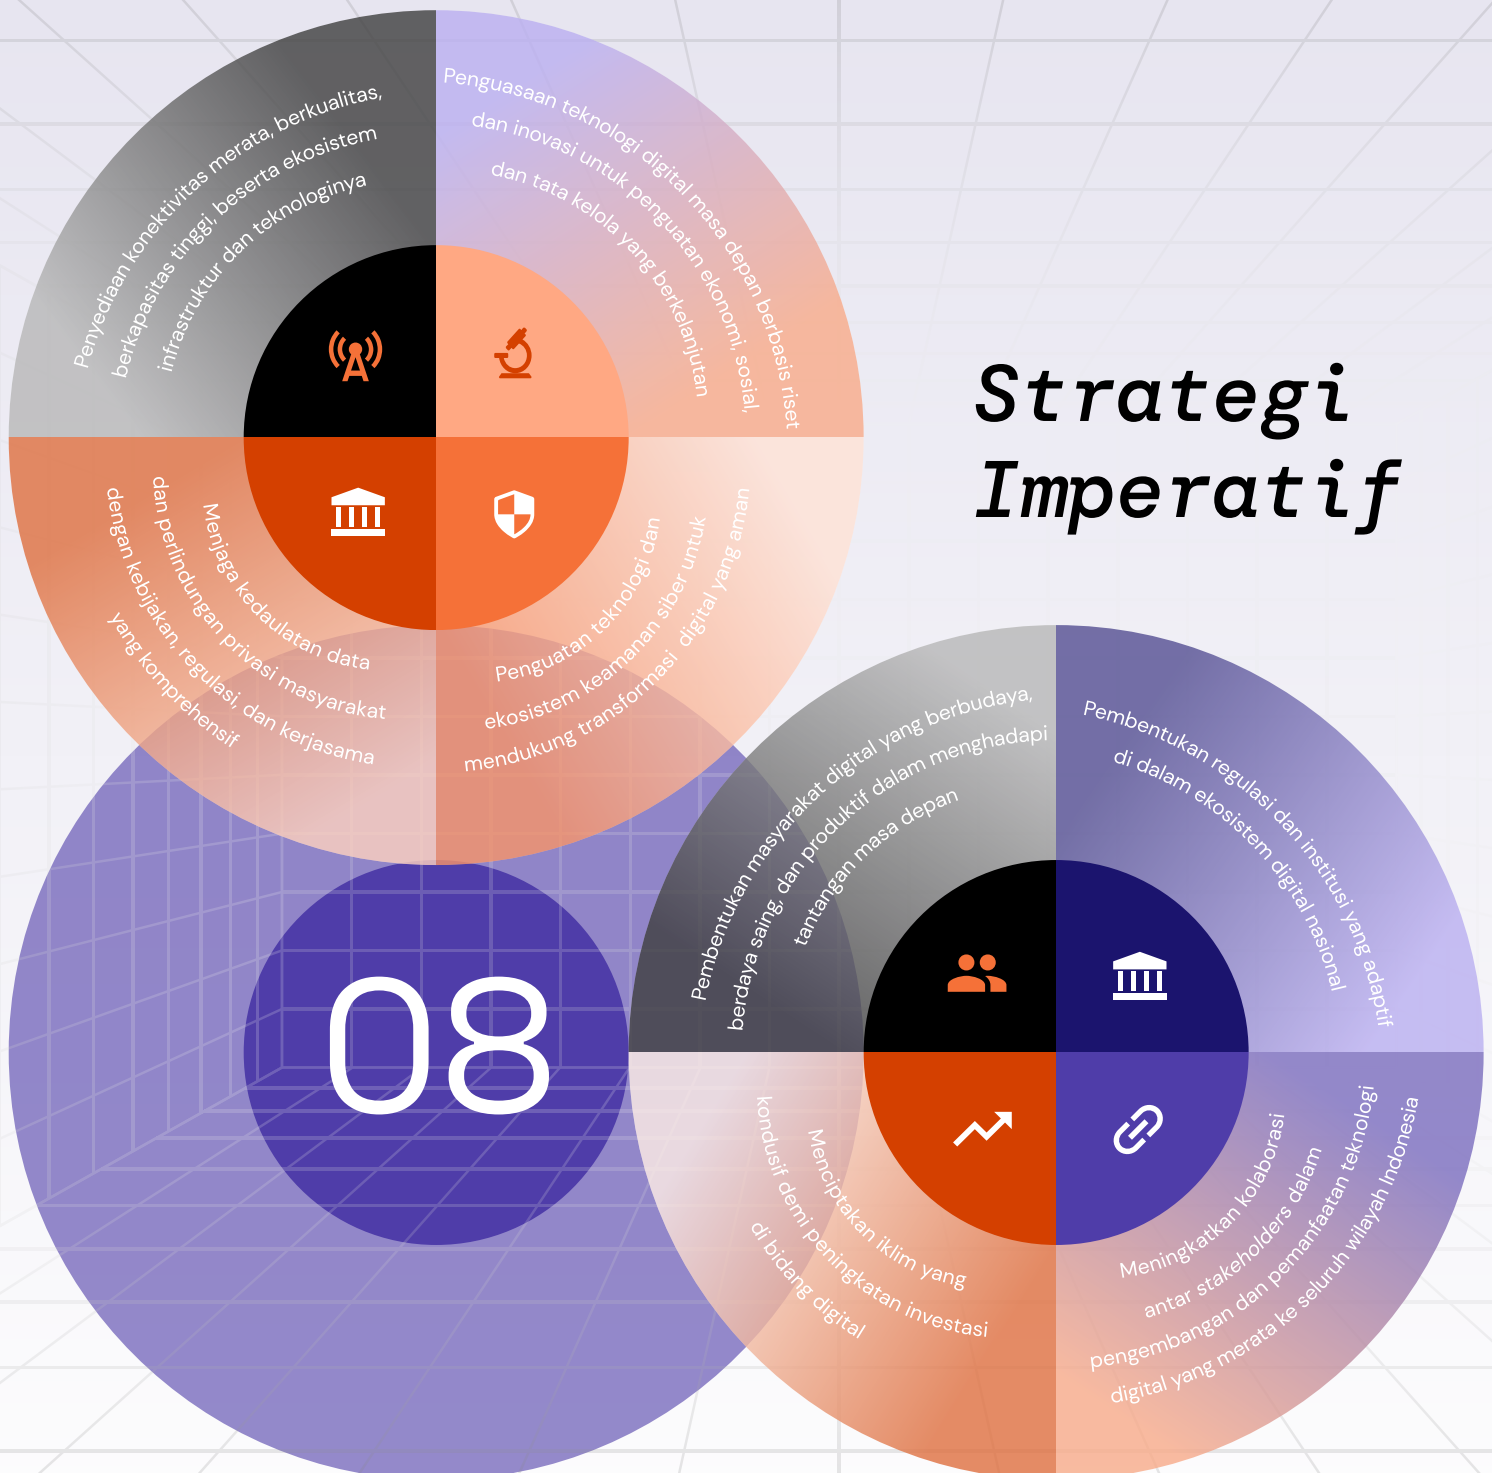 Strategi
Imperatif
08
Penyediaan konektivitas merata, berkualitas,
berkapasitas tinggi, beserta ekosistem
infrastruktur dan teknologinya
Penguasaan teknologi digital masa depan berbasis riset
dan inovasi untuk penguatan ekonomi, sosial,
dan tata kelola yang berkelanjutan
Menjaga kedaulatan data
dan perlindungan privasi masyarakat
dengan kebijakan, regulasi, dan kerjasama
yang komprehensif
Penguatan teknologi dan
ekosistem keamanan siber untuk
mendukung transformasi digital yang aman
Pembentukan masyarakat digital yang berbudaya,
berdaya saing, dan produktif dalam menghadapi
tantangan masa depan
Pembentukan regulasi dan institusi yang adaptif
di dalam ekosistem digital nasional
Menciptakan iklim yang
kondusif demi peningkatan investasi
di bidang digital
Meningkatkan kolaborasi
antar stakeholders dalam
pengembangan dan pemanfaatan teknologi
digital yang merata ke seluruh wilayah Indonesia